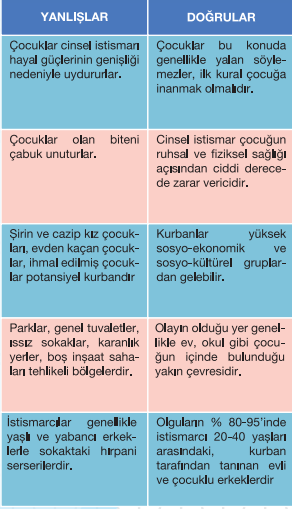 YANLIŞLAR
DOĞRULAR
Çocuklar cinsel istismarı
hayal güçlerinin genişliği
nedeniyle uydururlar.
Çocuklar bu konuda
genellikle yalan söyle-
mezler, ilk kural çocuğa
inanmak olmalıdır.
Çocuklar olan biteni
çabuk unuturlar.
Cinsel istismar çocuğun
ruhsal ve fiziksel sağlığı
açısından ciddi derece-
de zarar vericidir.
Şirin ve cazip kız çocuk-
ları, evden kaçan çocuk-
lar, ihmal edilmiş çocuk-
lar potansiyel kurbandır
Kurbanlar yüksek
sosyo-ekonomik ve
sosyo-kültürel gruplar-
dan gelebilir.
Parklar, genel tuvaletler,
ıssız sokaklar, karanlık
yerler, boş inşaat saha-
ları tehlikeli bölgelerdir.
Olayın olduğu yer genel-
likle ev, okul gibi çocu-
ğun içinde bulunduğu
yakın çevresidir.
İstismarcılar genellikle
yaşlı ve yabancı erkek-
lerle sokaktaki hırpani
serserilerdir.
Olguların % 80-95'inde
istismarcı 20-40 yaşları
arasındaki, kurban
tarafından tanınan evli
ve çocuklu erkeklerdir